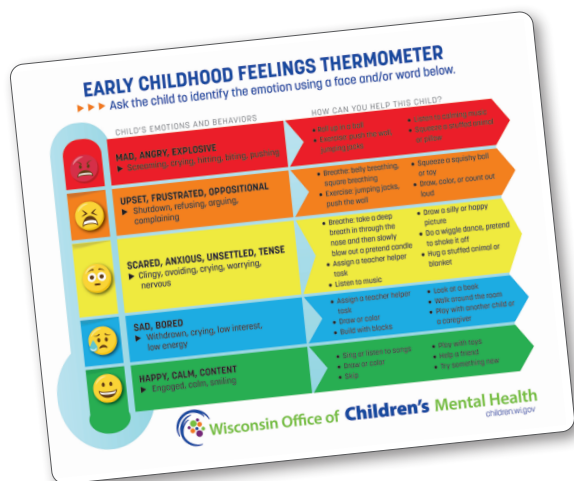 EARLY CHILDHOOD FEELINGS THERMOMETER
Ask the child to identify the emotion using a face and/or word below.
CHILD'S EMOTIONS AND BEHAVIORS
HOW CAN YOU HELP THIS CHILD?
MAD, ANGRY, EXPLOSIVE
Screaming, crying, hitting, biting, pushing
UPSET, FRUSTRATED, OPPOSITIONAL
Shutdown, refusing, arguing,
complaining
• Breathe: belly breathing,
square breathing
• Exercise: jumping jacks,
push the wall
• Squeeze a squishy ball
or toy
• Draw, color, or count out
loud
SCARED, ANXIOUS, UNSETTLED, TENSE
Clingy, avoiding, crying, worrying,
nervous
• Breathe: take a deep
breath in through the
nose and then slowly
blow out a pretend candle
• Assign a teacher helper
task
• Listen to music
• Draw a silly or happy
picture
• Do a wiggle dance, pretend
to shake it off
• Hug a stuffed animal or
blanket
SAD, BORED
Withdrawn, crying, low interest,
low energy
• Assign a teacher helper
task
• Draw or color
• Build with blocks
• Look at a book
• Walk around the room
• Play with another child or
a caregiver
HAPPY, CALM, CONTENT
Engaged, calm, smiling
• Sing or listen to songs
• Draw or color
• Skip
• Play with toys
• Help a friend
• Try something new
Wisconsin Office of Children's Mental Health
children.wi.gov